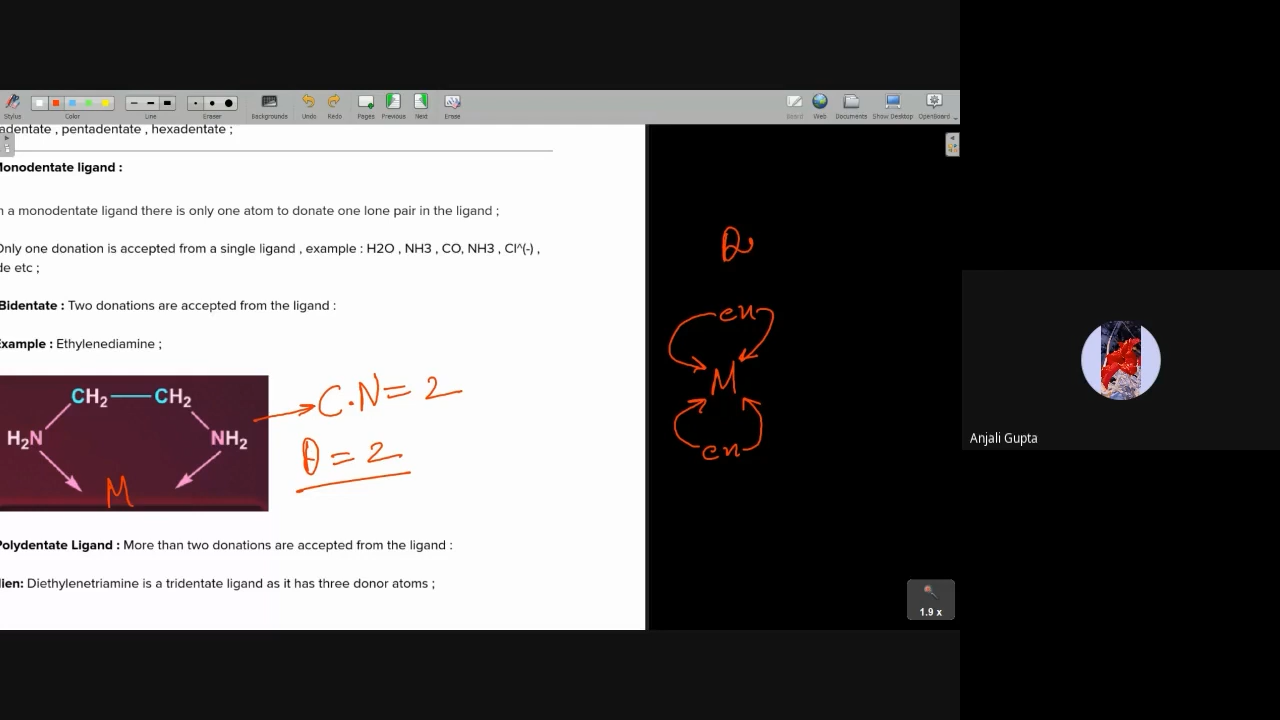 Stylus Color Line Eraser Backgrounds Undo Redo Pages Previous Next Erase Board Web Documents Show Desktop OpenBoard
adentate , pentadentate , hexadentate ;
Monodentate ligand :
n a monodentate ligand there is only one atom to donate one lone pair in the ligand ;
Only one donation is accepted from a single ligand , example : H2O , NH3 , CO, NH3 , Cl^(-) ,
de etc ;
Bidentate : Two donations are accepted from the ligand :
Example : Ethylenediamine ;
CH₂ CH₂
H₂N NH₂
M
C.N = 2
D = 2
Polydentate Ligand : More than two donations are accepted from the ligand :
ien: Diethylenetriamine is a tridentate ligand as it has three donor atoms ;
en
M
en
1.9 x
Anjali Gupta